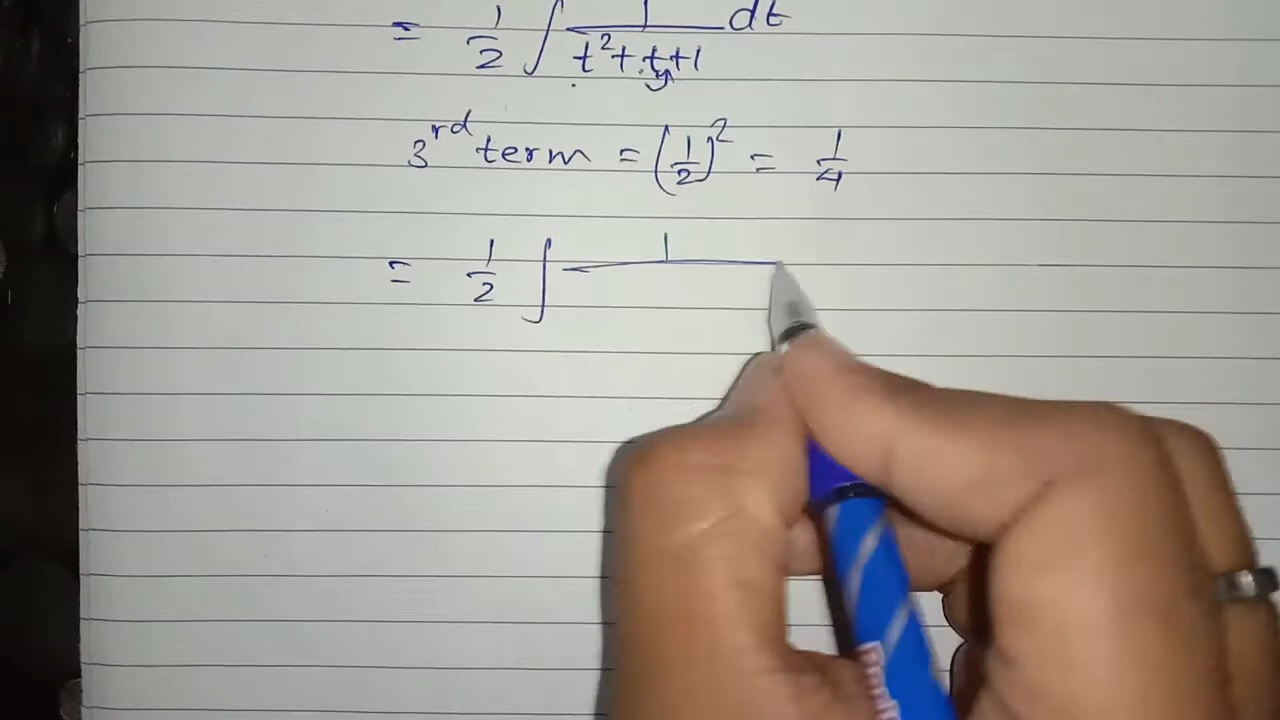 = 1/2 ∫ 1/(t² + t + 1) dt
3rd term = (1/2)² = 1/4
= 1/2 ∫ 1